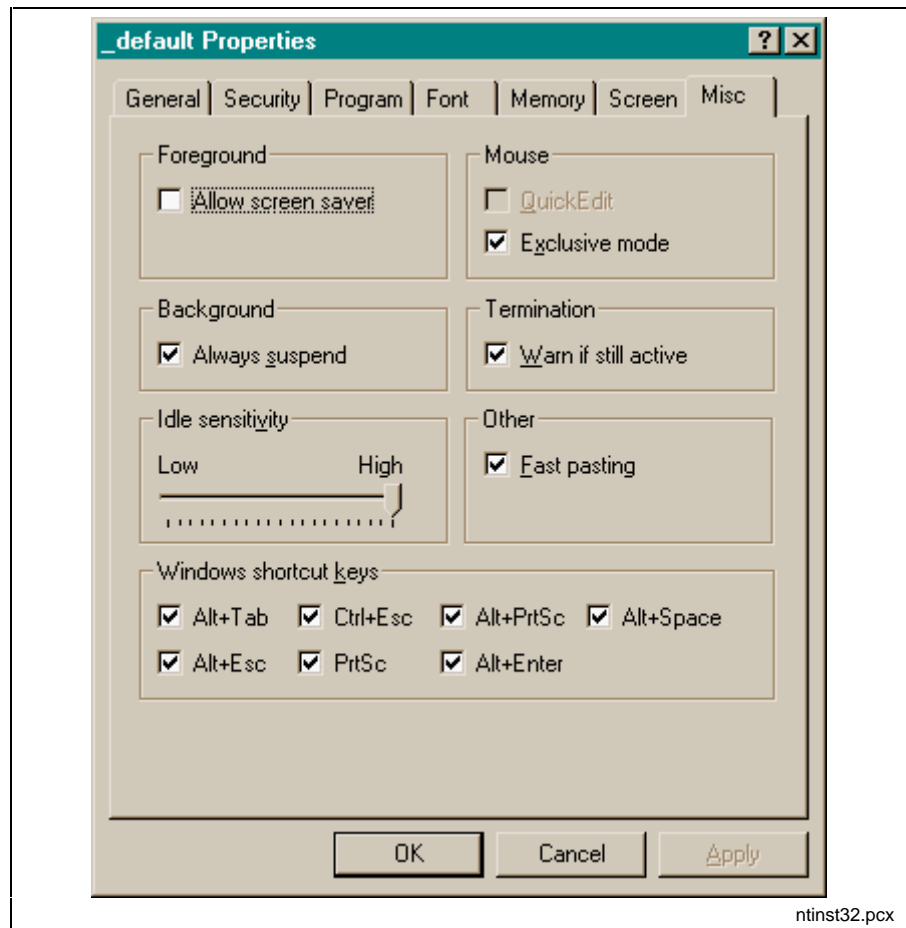 _default Properties
General Security Program Font Memory Screen Misc
Foreground
Allow screen saver
Mouse
QuickEdit
Exclusive mode
Background
Always suspend
Termination
Warn if still active
Idle sensitivity
Low High
Other
Fast pasting
Windows shortcut keys
Alt+Tab Ctrl+Esc Alt+PrtSc Alt+Space
Alt+Esc PrtSc Alt+Enter
OK Cancel Apply
ntinst32.pcx